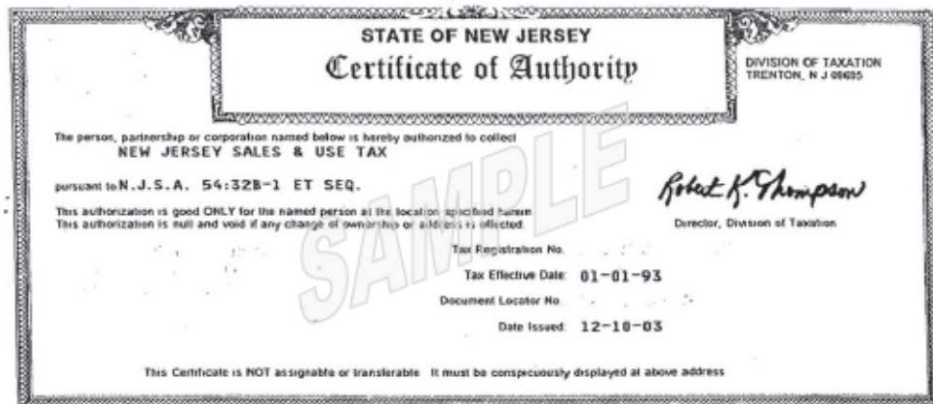 STATE OF NEW JERSEY
Certificate of Authority
DIVISION OF TAXATION
TRENTON, N J 08695
The person, partnership or corporation named below is hereby authorized to collect
NEW JERSEY SALES & USE TAX
pursuant to N.J.S.A. 54:32B-1 ET SEQ.
This authorization is good ONLY for the named person at the location specified herein
This authorization is null and void if any change of ownership or address is effected.
Robert K. Thompson
Director, Division of Taxation
SAMPLE
Tax Registration No.
Tax Effective Date: 01-01-93
Document Locator No.
Date Issued: 12-10-03
This Certificate is NOT assignable or transferable It must be conspicuously displayed at above address